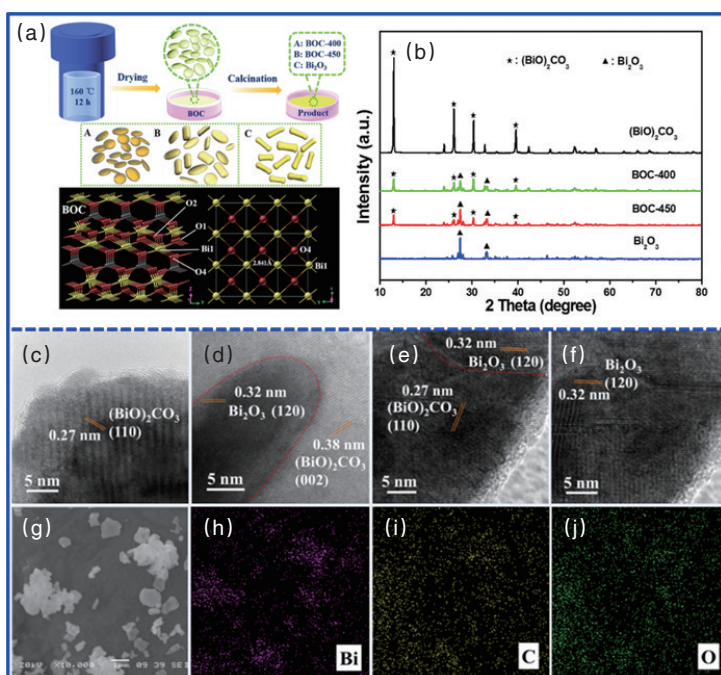 (a)
160 ℃
12 h
Drying
BOC
Calcination
A: BOC-400
B: BOC-450
C: Bi₂O₃
Product
A
B
C
BOC
O2
O1
Bi1
O4
2.841Å
O4
Bi1
(b)
★: (BiO)₂CO₃
▲: Bi₂O₃
(BiO)₂CO₃
BOC-400
BOC-450
Bi₂O₃
Intensity (a.u.)
10 20 30 40 50 60 70 80
2 Theta (degree)
(c)
(BiO)₂CO₃
0.27 nm
(110)
5 nm
(d)
0.32 nm
Bi₂O₃ (120)
0.38 nm
(BiO)₂CO₃
(002)
5 nm
(e)
0.32 nm
Bi₂O₃ (120)
0.27 nm
(BiO)₂CO₃
(110)
5 nm
(f)
Bi₂O₃
(120)
0.32 nm
5 nm
(g)
(h)
Bi
(i)
C
(j)
O